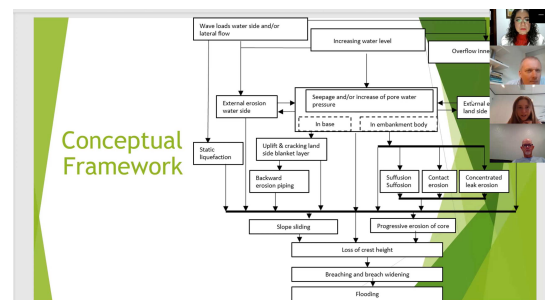 Wave loads water side and/or
lateral flow
Increasing water level
Overflow inne
External erosion
water side
Seepage and/or increase of pore water
pressure
External e
land side
In base
In embankment body
Conceptual
Framework
Static
liquefaction
Uplift & cracking land
side blanket layer
Backward
erosion piping
Suffusion
Suffosion
Contact
erosion
Concentrated
leak erosion
Slope sliding
Progressive erosion of core
Loss of crest height
Breaching and breach widening
Flooding